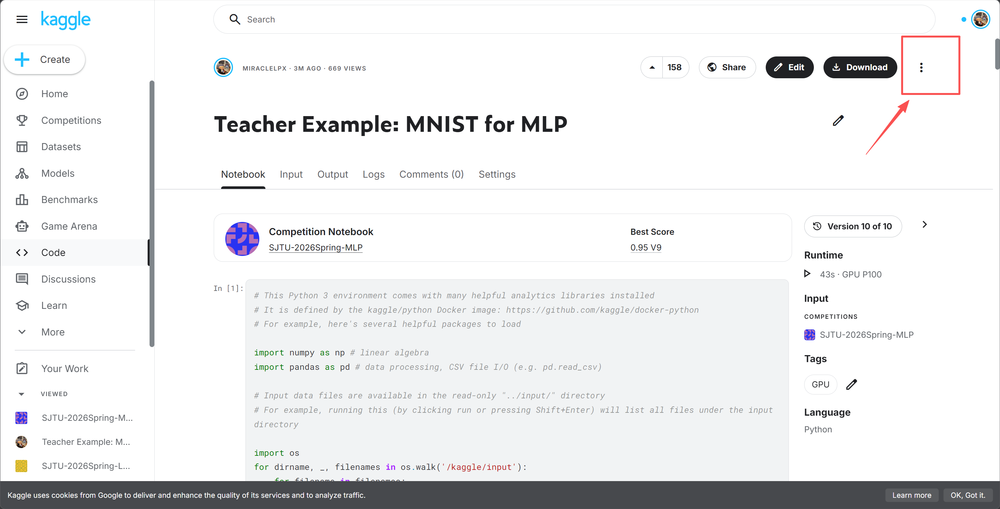 kaggle
Search
Create
Home
Competitions
Datasets
Models
Benchmarks
Game Arena
Code
Discussions
Learn
More
Your Work
VIEWED
SJTU-2026Spring-M...
Teacher Example: M...
SJTU-2026Spring-L...
MIRACLELPX · 3M AGO · 669 VIEWS
158
Share
Edit
Download
Teacher Example: MNIST for MLP
Notebook Input Output Logs Comments (0) Settings
Competition Notebook
SJTU-2026Spring-MLP
Best Score
0.95 V9
In [1]:
# This Python 3 environment comes with many helpful analytics libraries installed
# It is defined by the kaggle/python Docker image: https://github.com/kaggle/docker-python
# For example, here's several helpful packages to load
import numpy as np # linear algebra
import pandas as pd # data processing, CSV file I/O (e.g. pd.read_csv)
# Input data files are available in the read-only "../input/" directory
# For example, running this (by clicking run or pressing Shift+Enter) will list all files under the input
directory
import os
for dirname, _, filenames in os.walk('/kaggle/input'):
for filename in filenames:
Version 10 of 10
Runtime
43s · GPU P100
Input
COMPETITIONS
SJTU-2026Spring-MLP
Tags
GPU
Language
Python
Kaggle uses cookies from Google to deliver and enhance the quality of its services and to analyze traffic.
Learn more
OK, Got it.